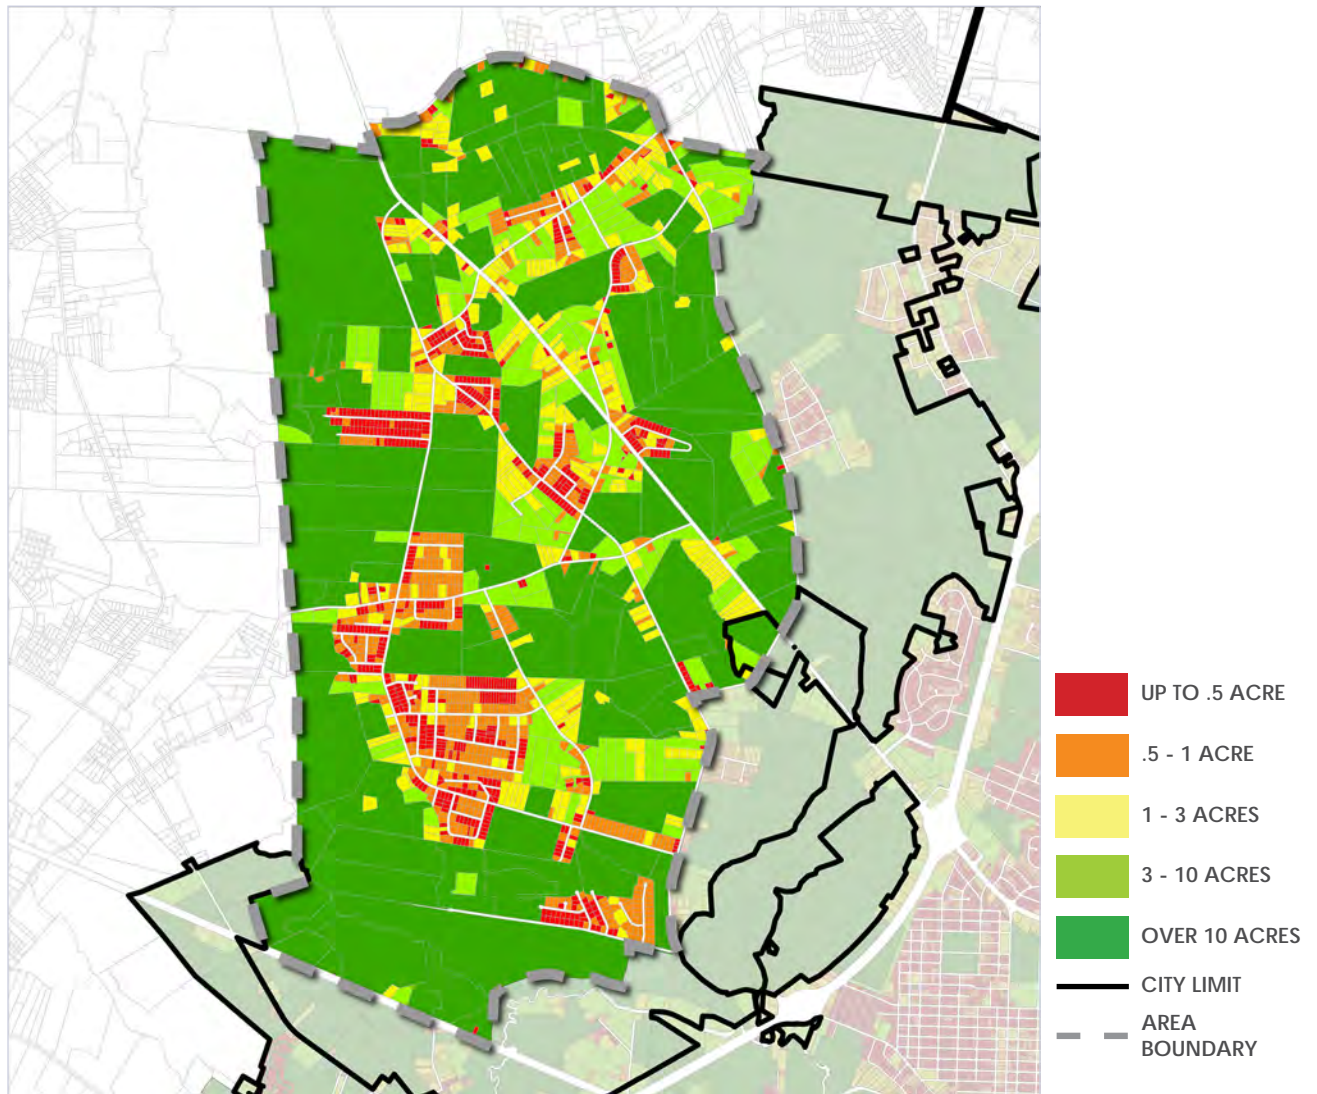 UP TO .5 ACRE
.5 - 1 ACRE
1 - 3 ACRES
3 - 10 ACRES
OVER 10 ACRES
CITY LIMIT
AREA
BOUNDARY